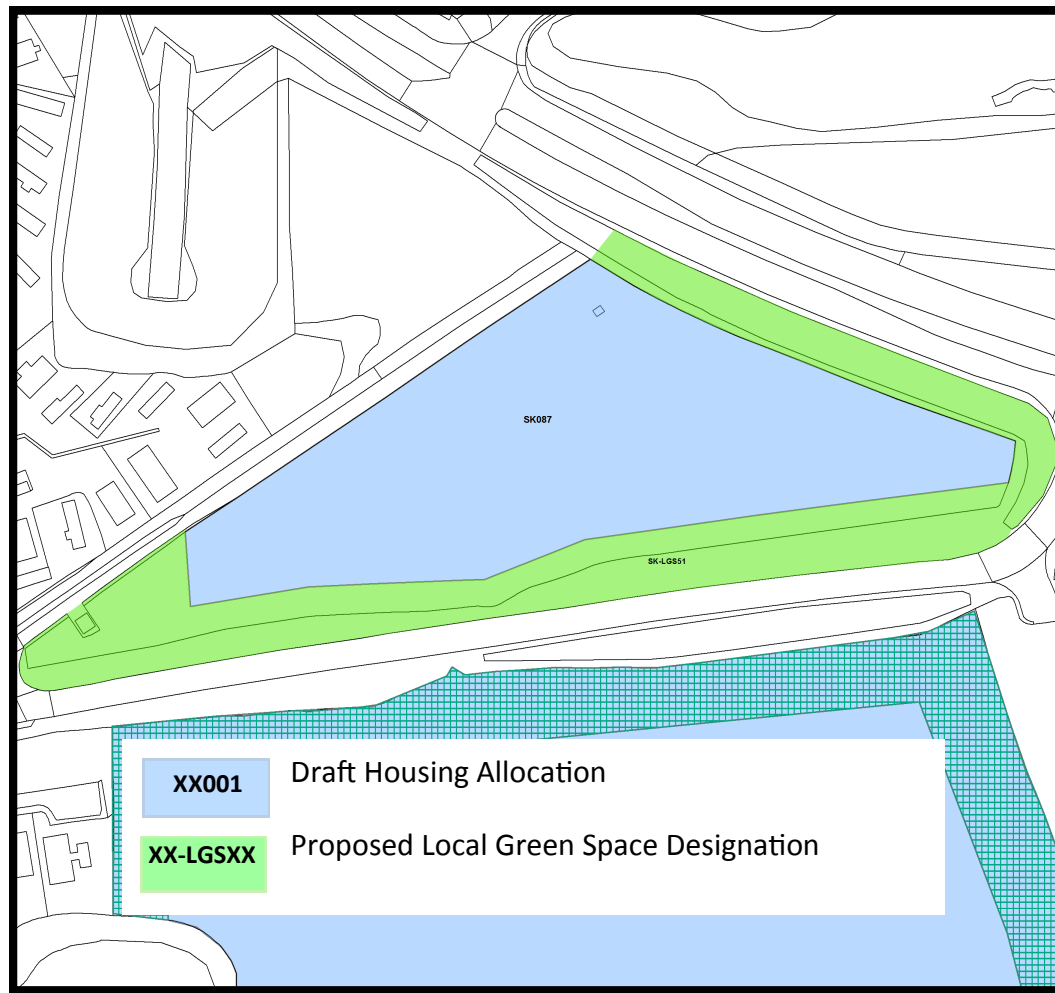 SK087
SK-LGS51
XX001 Draft Housing Allocation
XX-LGSXX Proposed Local Green Space Designation